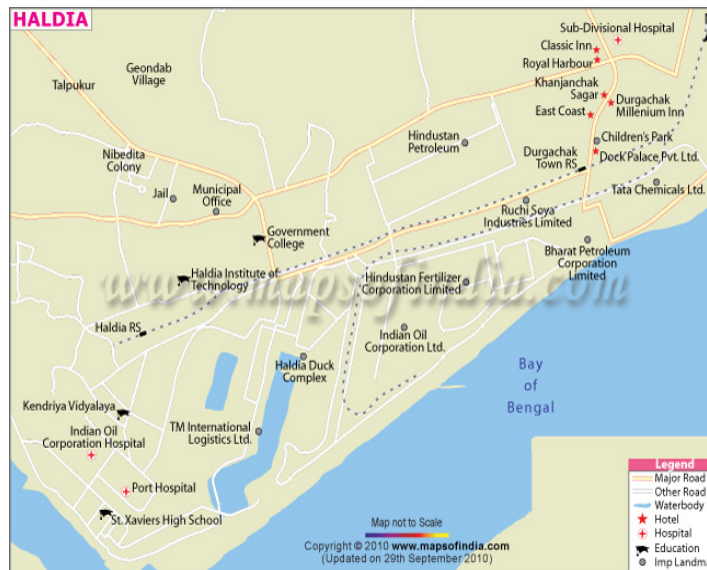 HALDIA
Sub-Divisional Hospital
Classic Inn
Royal Harbour
Geondab
Village
Talpukur
Khanjanchak
Sagar
Durgachak
Millenium Inn
East Coast
Hindustan
Petroleum
Children's Park
Durgachak
Town RS
Dock Palace Pvt. Ltd.
Nibedita
Colony
Jail
Municipal
Office
Tata Chemicals Ltd.
Ruchi Soya
Industries Limited
Government
College
Bharat Petroleum
Corporation
Limited
Haldia Institute of
Technology
Hindustan Fertilizer
Corporation Limited
www.mapsofindia.com
Haldia RS
Indian Oil
Corporation Ltd.
Haldia Duck
Complex
Bay
of
Bengal
Kendriya Vidyalaya
Indian Oil
Corporation Hospital
TM International
Logistics Ltd.
Port Hospital
St. Xaviers High School
Map not to Scale
Copyright © 2010 www.mapsofindia.com
(Updated on 29th September 2010)
Legend
Major Road
Other Road
Waterbody
Hotel
Hospital
Education
Imp Landma